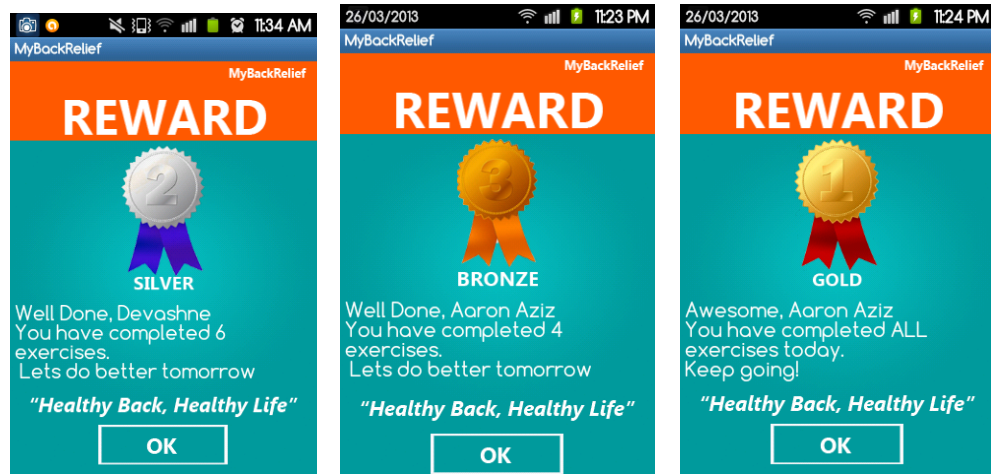 11:34 AM
MyBackRelief
MyBackRelief
REWARD
2
SILVER
Well Done, Devashne
You have completed 6
exercises.
Lets do better tomorrow
“Healthy Back, Healthy Life”
OK
26/03/2013 11:23 PM
MyBackRelief
MyBackRelief
REWARD
3
BRONZE
Well Done, Aaron Aziz
You have completed 4
exercises.
Lets do better tomorrow
“Healthy Back, Healthy Life”
OK
26/03/2013 11:24 PM
MyBackRelief
MyBackRelief
REWARD
1
GOLD
Awesome, Aaron Aziz
You have completed ALL
exercises today.
Keep going!
“Healthy Back, Healthy Life”
OK